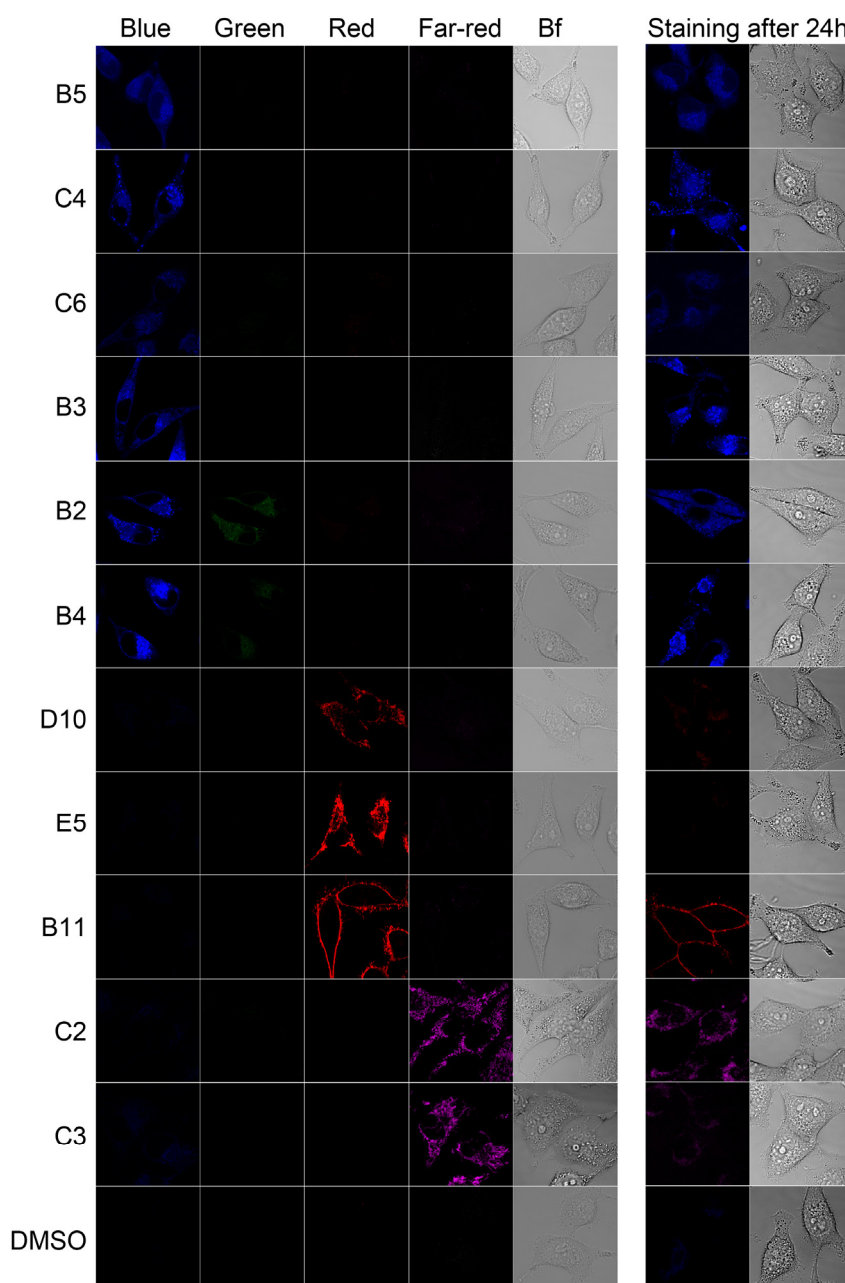 Blue Green Red Far-red Bf Staining after 24h
B5
C4
C6
B3
B2
B4
D10
E5
B11
C2
C3
DMSO